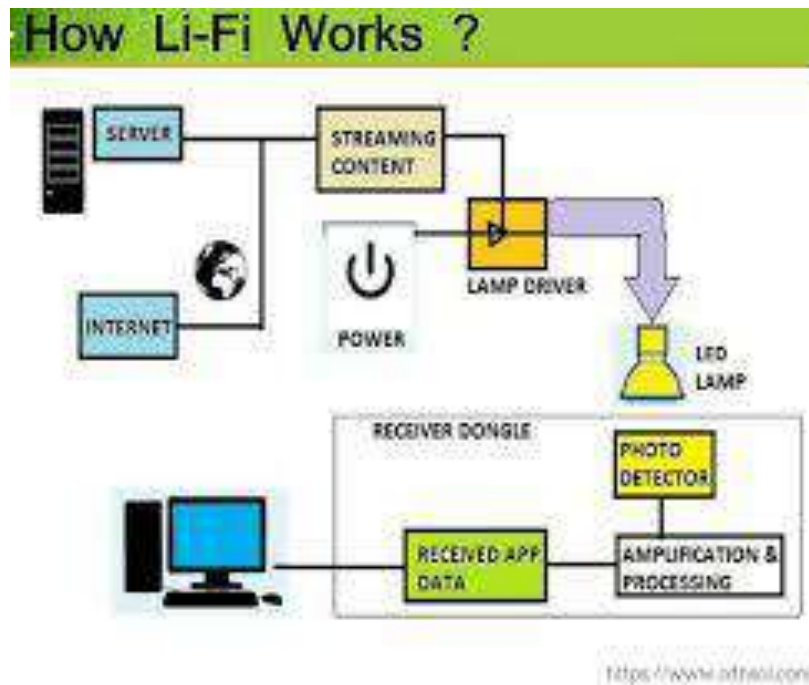 How Li-Fi Works ?
SERVER
STREAMING
CONTENT
LAMP DRIVER
INTERNET
POWER
LED
LAMP
RECEIVER DONGLE
PHOTO
DETECTOR
RECEIVED APP
DATA
AMPLIFICATION &
PROCESSING